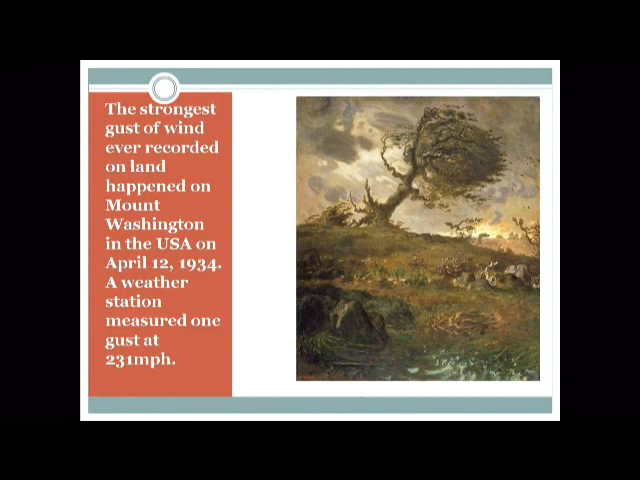 The strongest
gust of wind
ever recorded
on land
happened on
Mount
Washington
in the USA on
April 12, 1934.
A weather
station
measured one
gust at
231mph.